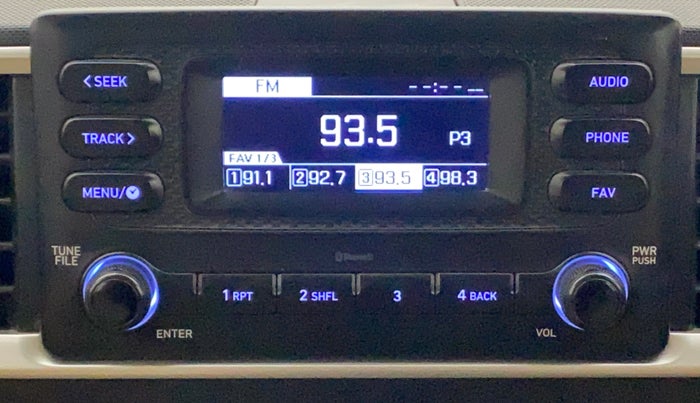 < SEEK
TRACK >
MENU/
FM --:-- __
93.5 P3
FAV 1/3
1 91.1 2 92.7 3 93.5 4 98.3
AUDIO
PHONE
FAV
Bluetooth
TUNE
FILE
ENTER
1 RPT
2 SHFL
3
4 BACK
PWR
PUSH
VOL